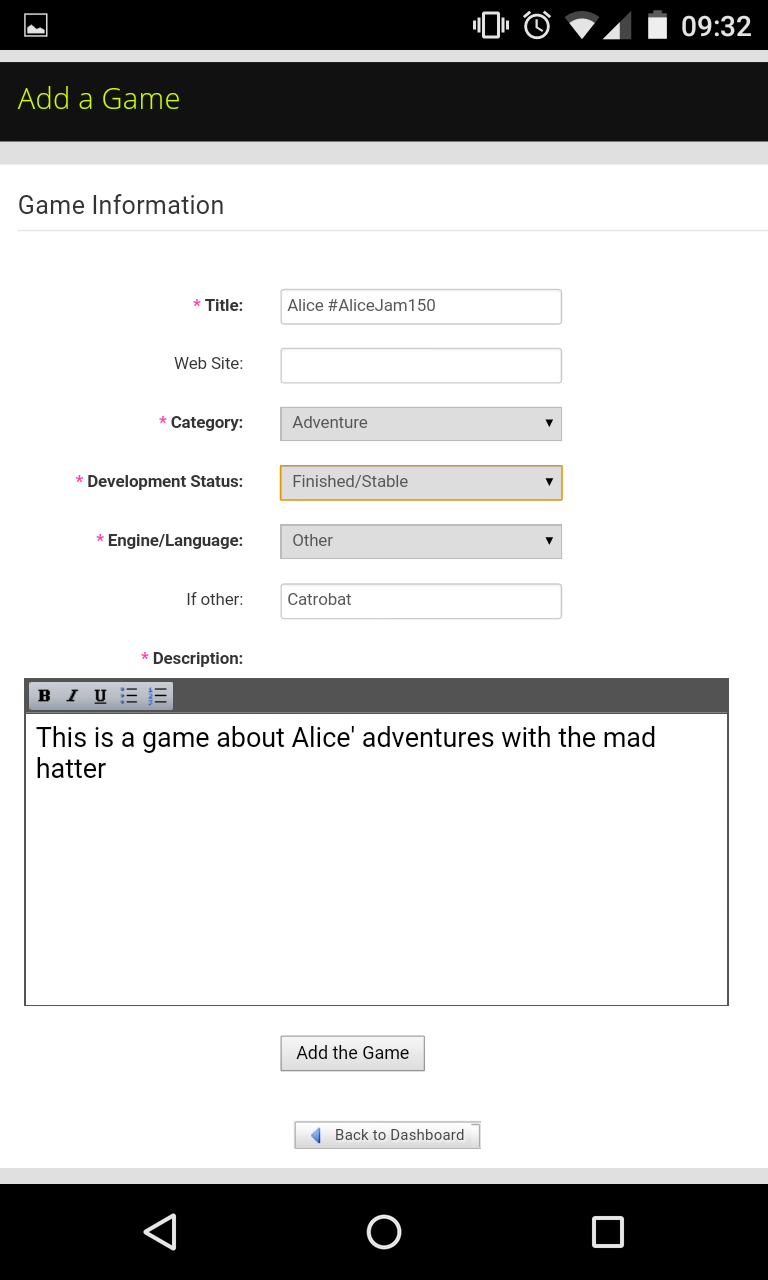 09:32
Add a Game
Game Information
* Title: Alice #AliceJam150
Web Site:
* Category: Adventure
* Development Status: Finished/Stable
* Engine/Language: Other
If other: Catrobat
* Description:
B I U
This is a game about Alice' adventures with the mad
hatter
Add the Game
Back to Dashboard